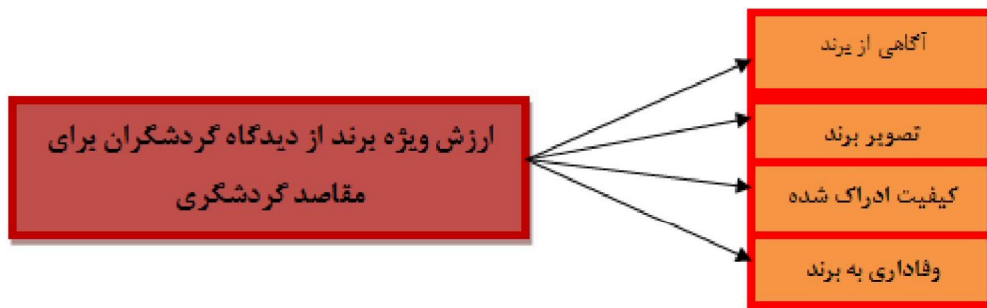 ارزش ویژه برند از دیدگاه گردشگران برای
مقاصد گردشگری
آگاهی از برند
تصویر برند
کیفیت ادراک شده
وفاداری به برند